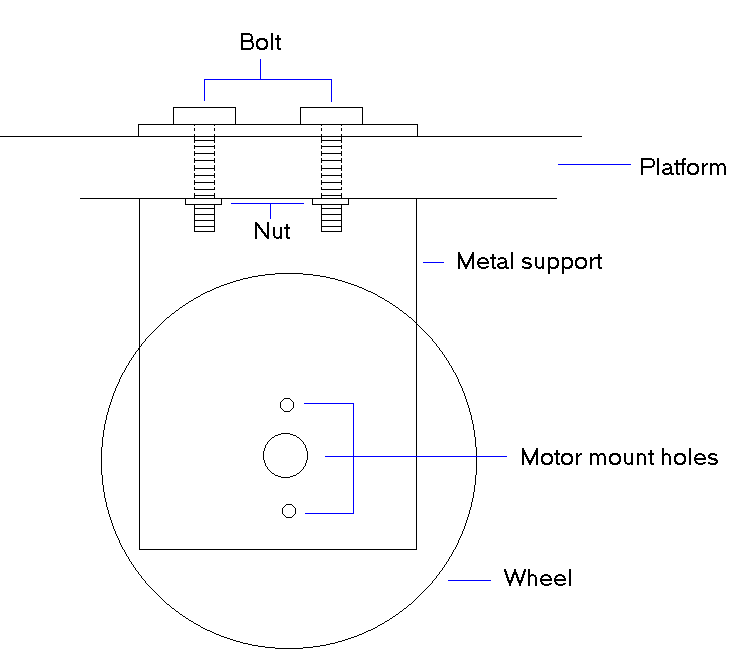 Bolt
Platform
Nut
Metal support
Motor mount holes
Wheel